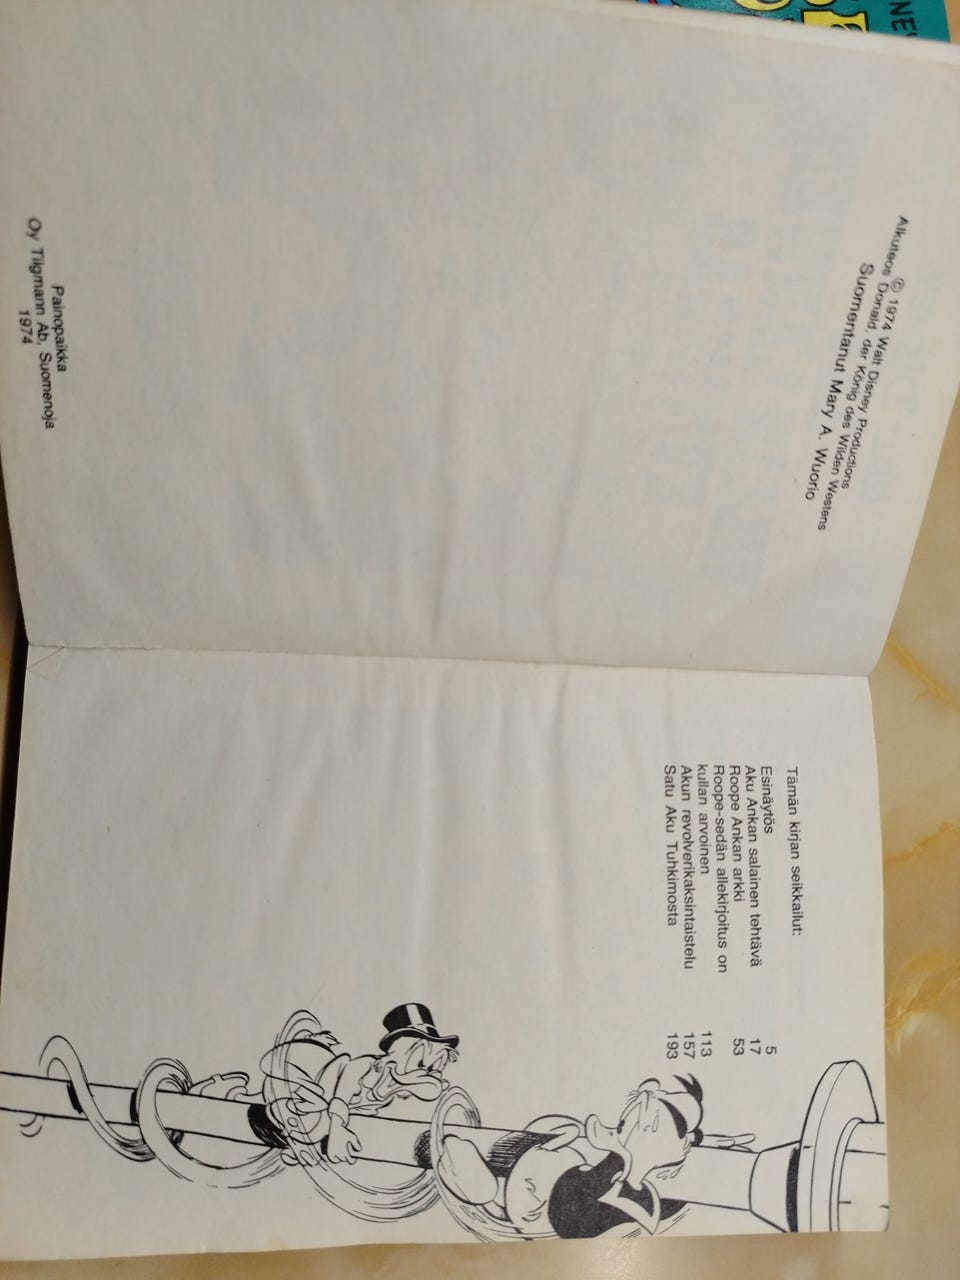 © 1974 Walt Disney Productions
Alkuteos Donald, der König des Wilden Westens
Suomentanut Mary A. Wuorio
Painopaikka
Oy Tilgmann Ab, Suomenoja
1974
Tämän kirjan seikkailut:
Esinäytös 5
Aku Ankan salainen tehtävä 17
Roope Ankan arkki 53
Roope-sedän allekirjoitus on
kullan arvoinen 113
Akun revolverikaksintaistelu 157
Satu Aku Tuhkimosta 193